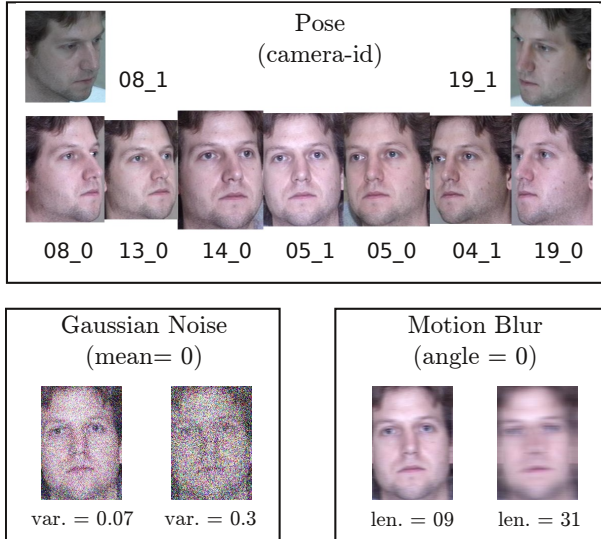 Pose
(camera-id)
08_1
19_1
08_0 13_0 14_0 05_1 05_0 04_1 19_0
Gaussian Noise
(mean= 0)
var. = 0.07 var. = 0.3
Motion Blur
(angle = 0)
len. = 09 len. = 31